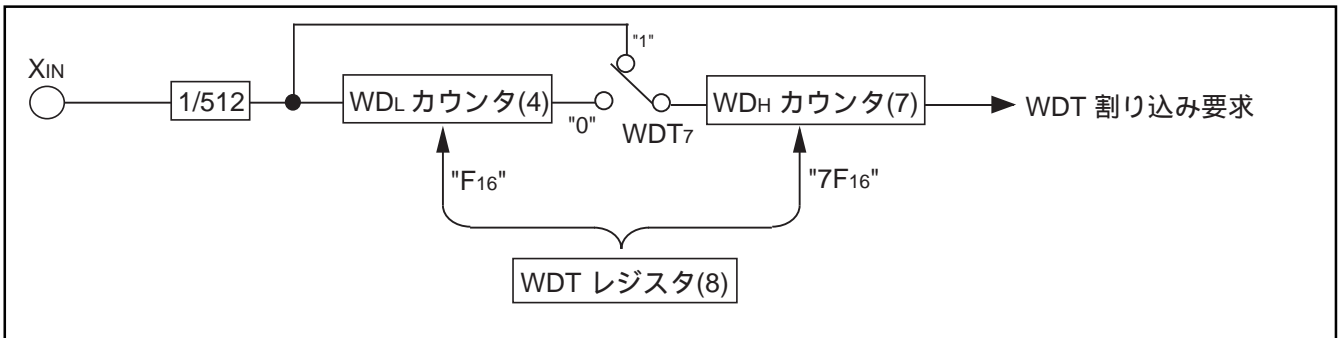 "1"
XIN
1/512
WDL カウンタ(4)
"0"
WDT7
WDH カウンタ(7)
WDT 割り込み要求
"F16"
"7F16"
WDT レジスタ(8)